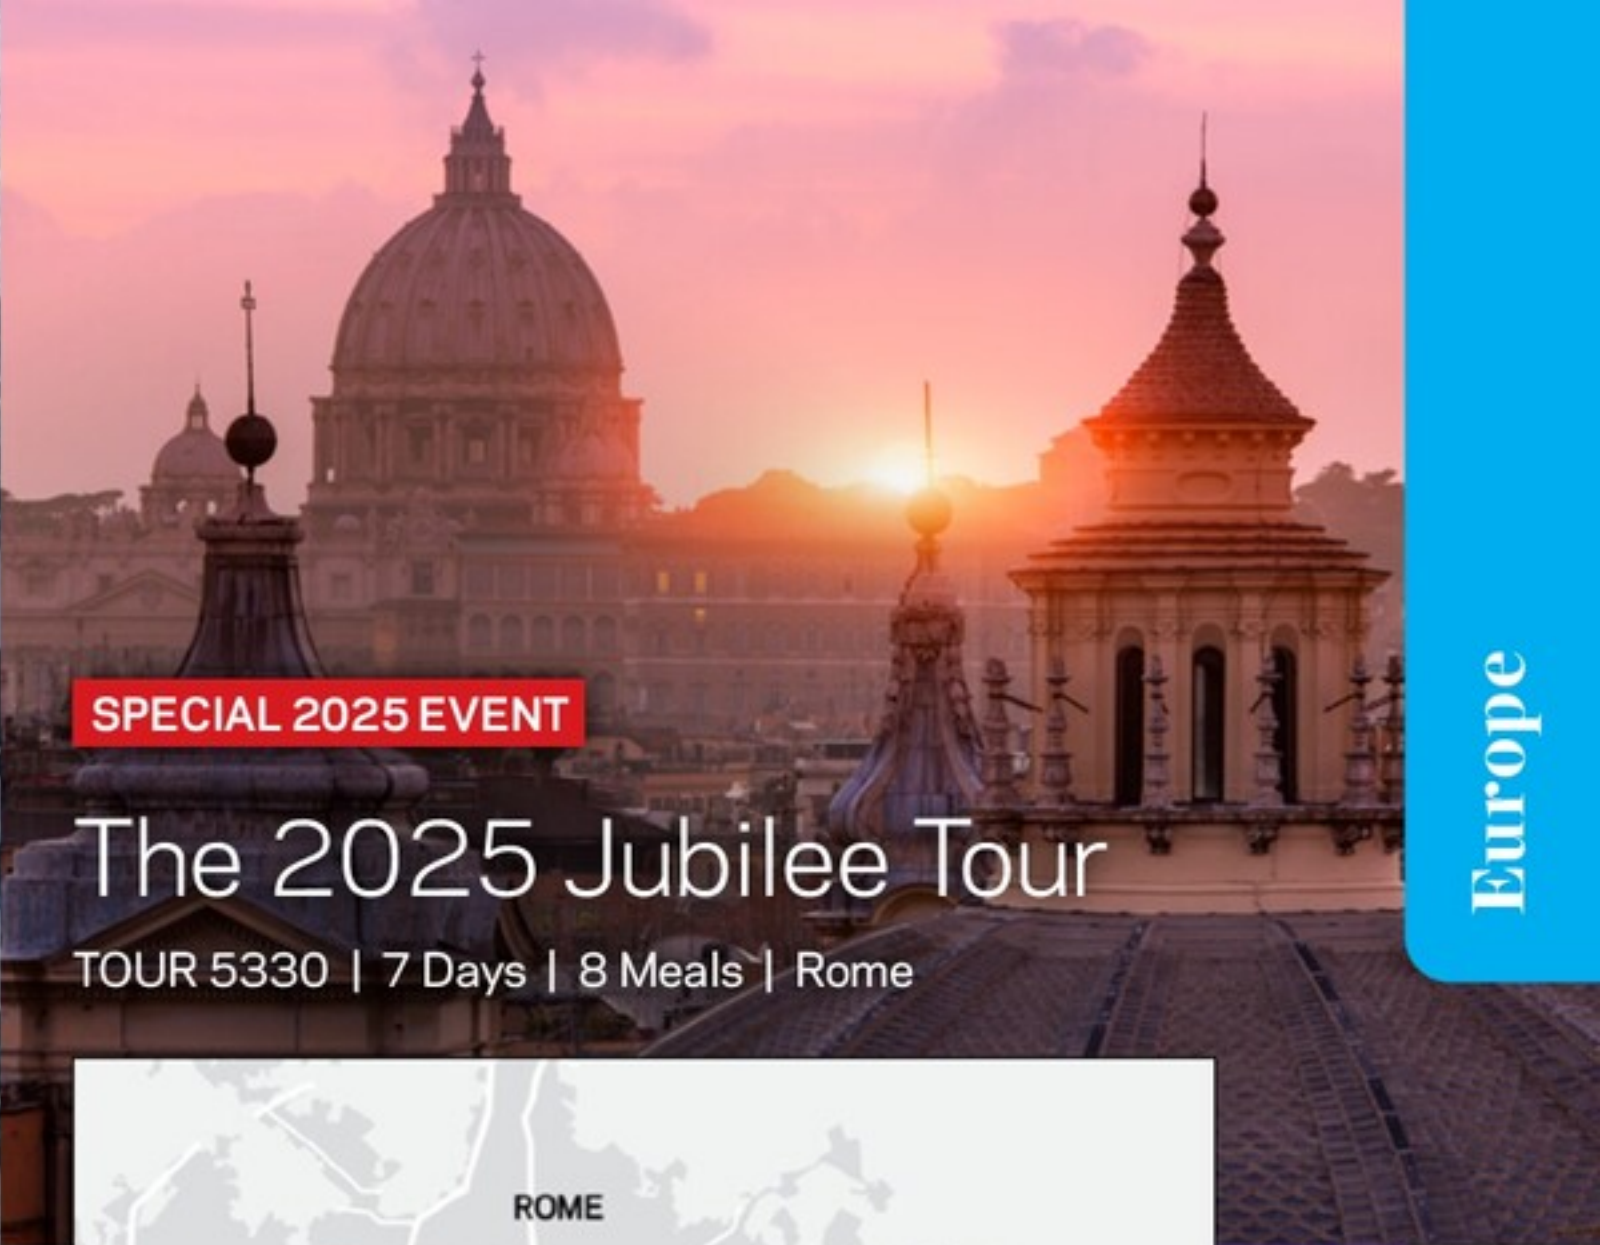 SPECIAL 2025 EVENT
The 2025 Jubilee Tour
TOUR 5330 | 7 Days | 8 Meals | Rome
ROME
Europe